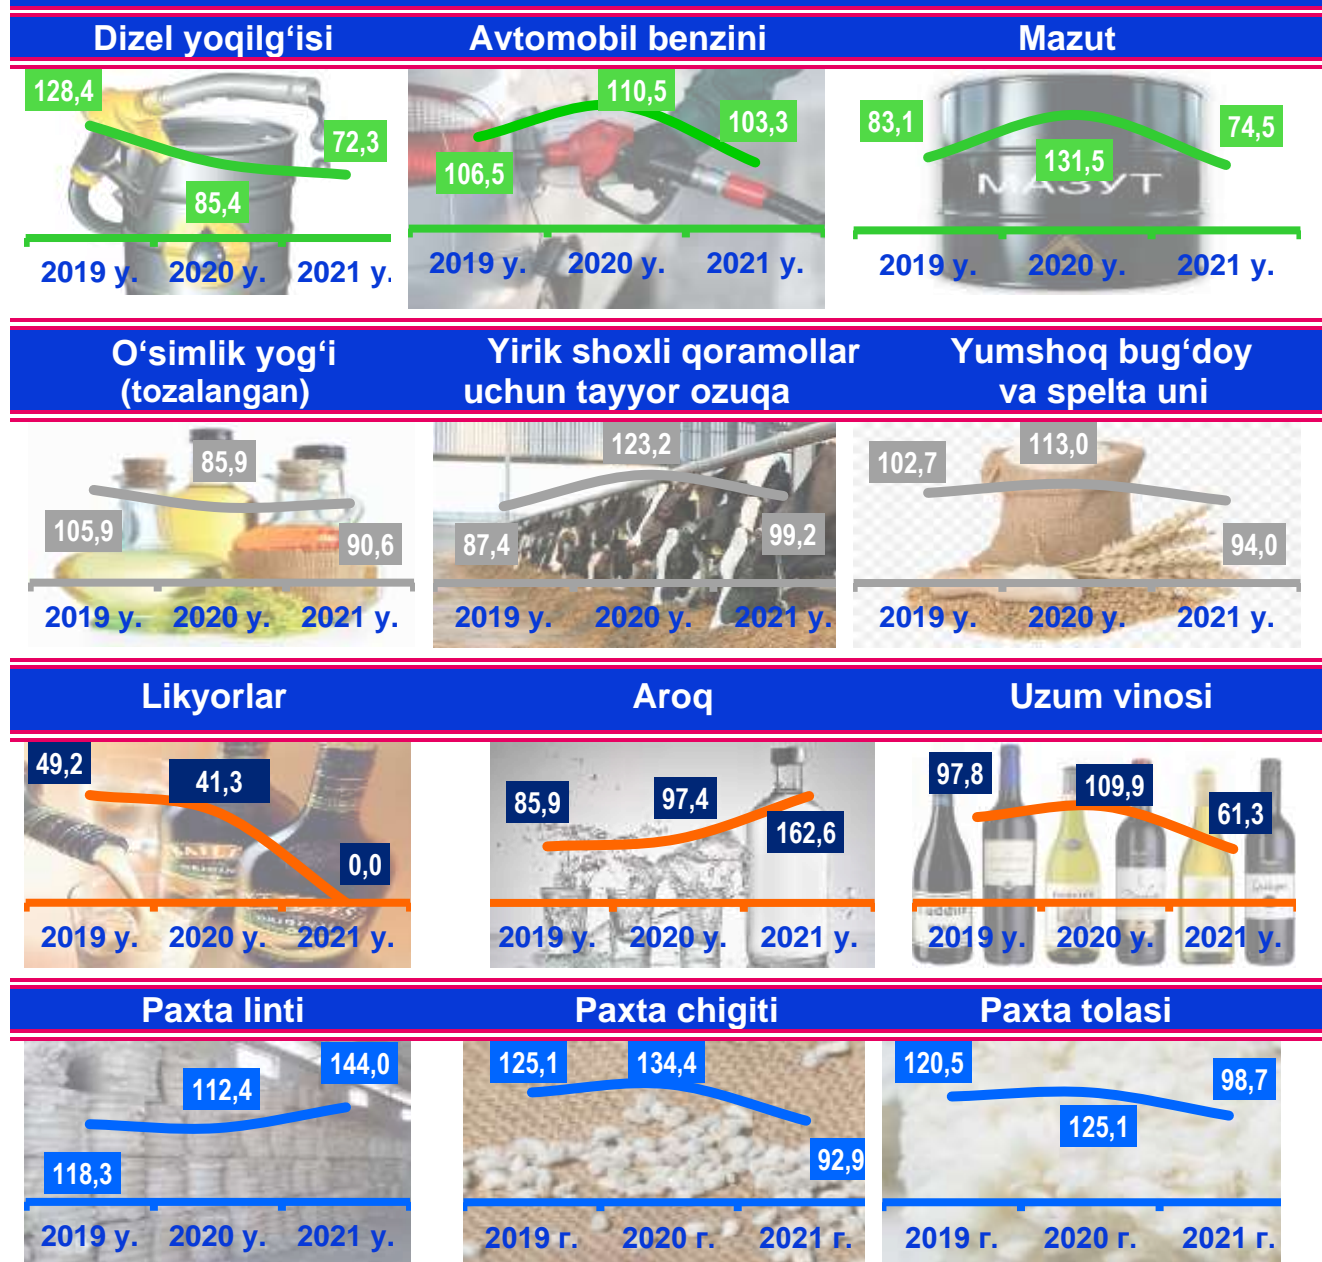 Dizel yoqilg‘isi
Avtomobil benzini
Mazut
128,4
85,4
72,3
2019 y. 2020 y. 2021 y.
106,5
110,5
103,3
2019 y. 2020 y. 2021 y.
83,1
131,5
74,5
МАЗУТ
2019 y. 2020 y. 2021 y.
O‘simlik yog‘i
(tozalangan)
Yirik shoxli qoramollar
uchun tayyor ozuqa
Yumshoq bug‘doy
va spelta uni
105,9
85,9
90,6
2019 y. 2020 y. 2021 y.
87,4
123,2
99,2
2019 y. 2020 y. 2021 y.
102,7
113,0
94,0
2019 y. 2020 y. 2021 y.
Likyorlar
Aroq
Uzum vinosi
49,2
41,3
0,0
2019 y. 2020 y. 2021 y.
85,9
97,4
162,6
2019 y. 2020 y. 2021 y.
97,8
109,9
61,3
2019 y. 2020 y. 2021 y.
Paxta linti
Paxta chigiti
Paxta tolasi
118,3
112,4
144,0
2019 y. 2020 y. 2021 y.
125,1
134,4
92,9
2019 г. 2020 г. 2021 г.
120,5
125,1
98,7
2019 г. 2020 г. 2021 г.